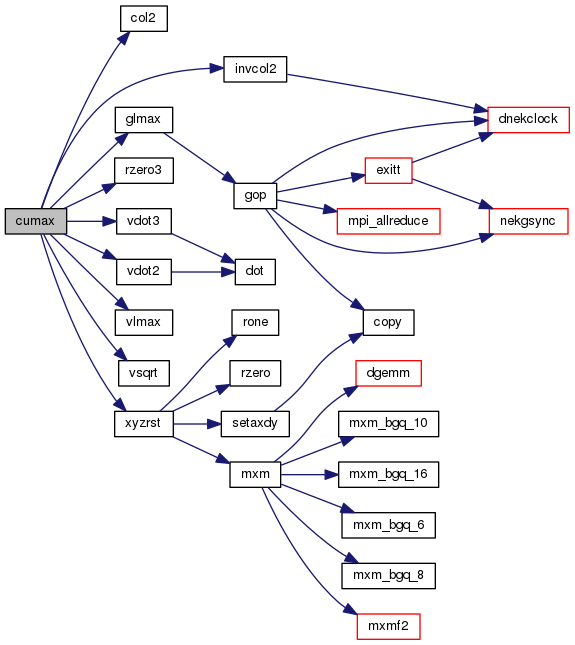 col2
invcol2
glmax
dnekclock
rzero3
exitt
gop
cumax
vdot3
mpi_allreduce
nekgsync
vdot2
dot
vlmax
rone
copy
vsqrt
rzero
dgemm
xyzrst
setaxdy
mxm_bgq_10
mxm
mxm_bgq_16
mxm_bgq_6
mxm_bgq_8
mxmf2